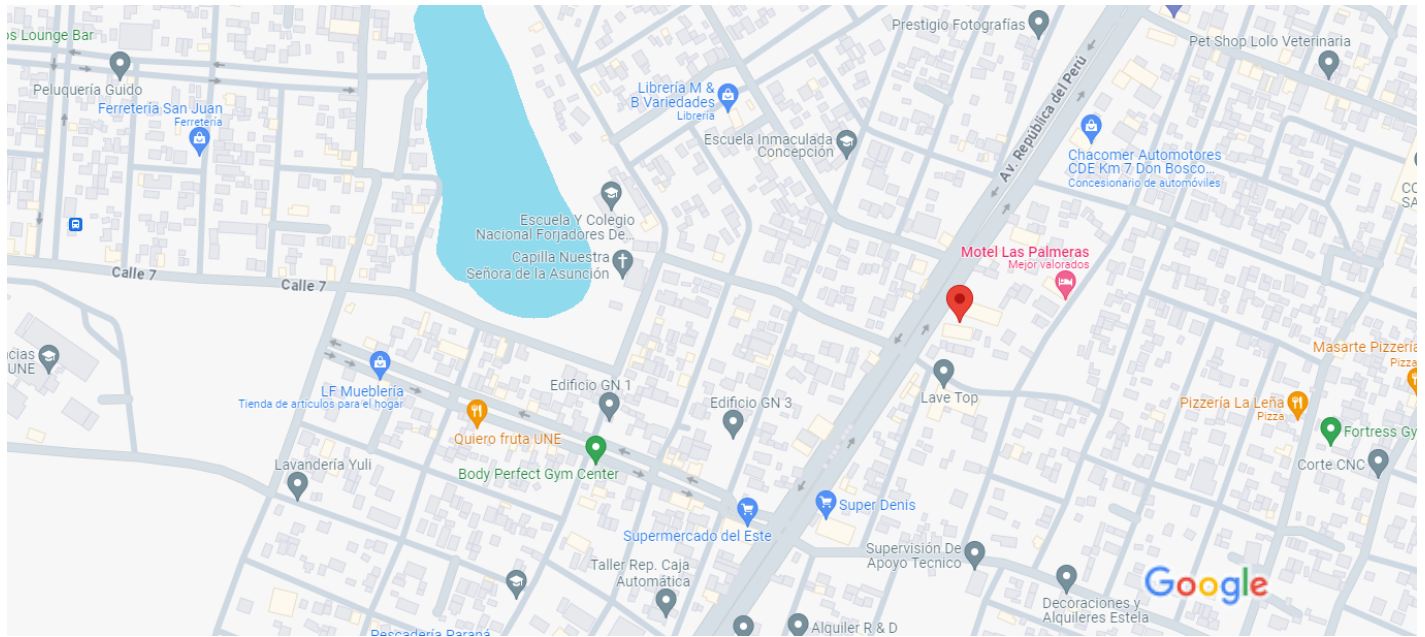 os Lounge Bar
Peluquería Guido
Ferretería San Juan
Ferretería
Prestigio Fotografías
Pet Shop Lolo Veterinaria
Librería M &
B Variedades
Librería
Av. República del Perú
Escuela Inmaculada
Concepción
Chacomer Automotores
CDE Km 7 Don Bosco...
Concesionario de automóviles
CO
SA
Escuela Y Colegio
Nacional Forjadores De...
Capilla Nuestra
Señora de la Asunción
Motel Las Palmeras
Mejor valorados
Calle 7
Calle 7
cias
UNE
LF Mueblería
Tienda de artículos para el hogar
Edificio GN 1
Edificio GN 3
Lave Top
Masarte Pizzería
Pizza
Pizzería La Leña
Pizza
Quiero fruta UNE
Fortress Gy
Lavandería Yuli
Body Perfect Gym Center
Corte CNC
Super Denis
Supermercado del Este
Supervisión De
Apoyo Tecnico
Taller Rep. Caja
Automática
Google
Decoraciones y
Alquileres Estela
Alquiler R & D
Pescadería Paraná